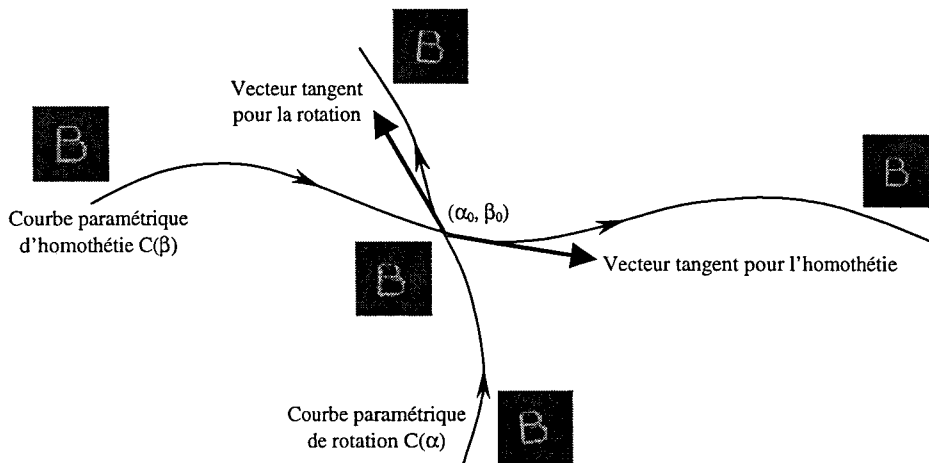 B
Vecteur tangent
pour la rotation
B
B
Courbe paramétrique
d'homothétie C(β)
(α₀, β₀)
B
Vecteur tangent pour l'homothétie
Courbe paramétrique
de rotation C(α)
B